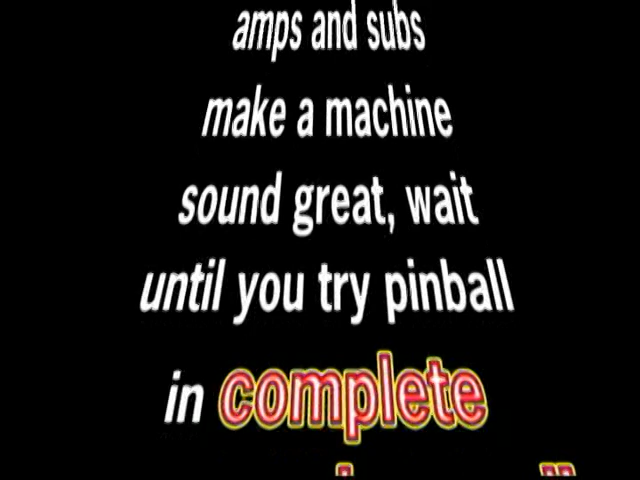 amps and subs
make a machine
sound great, wait
until you try pinball
in complete